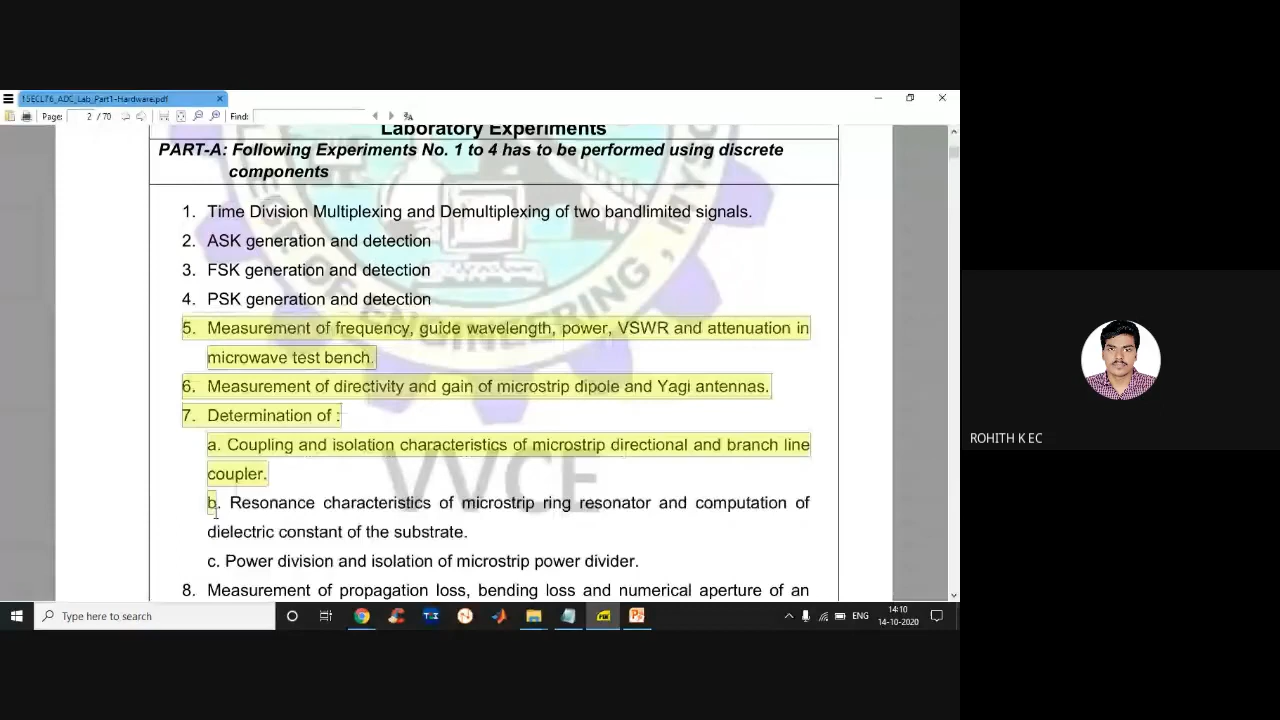 15ECL76_ADC_Lab_Part1-Hardware.pdf
Page: 2 / 70 Find:
Laboratory Experiments
PART-A: Following Experiments No. 1 to 4 has to be performed using discrete
components
1. Time Division Multiplexing and Demultiplexing of two bandlimited signals.
2. ASK generation and detection
3. FSK generation and detection
4. PSK generation and detection
5. Measurement of frequency, guide wavelength, power, VSWR and attenuation in
microwave test bench.
6. Measurement of directivity and gain of microstrip dipole and Yagi antennas.
7. Determination of :
a. Coupling and isolation characteristics of microstrip directional and branch line
coupler.
b. Resonance characteristics of microstrip ring resonator and computation of
dielectric constant of the substrate.
c. Power division and isolation of microstrip power divider.
8. Measurement of propagation loss, bending loss and numerical aperture of an
OF ENGINEERING, MYS
VVCE
ROHITH K EC
Type here to search
ENG
14:10
14-10-2020